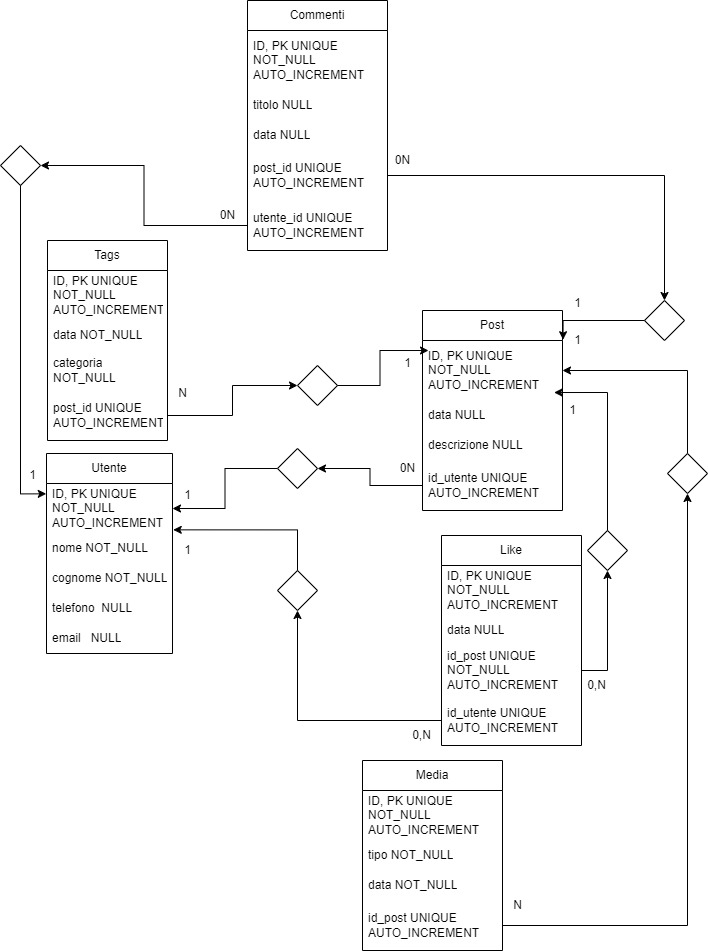 Commenti
ID, PK UNIQUE
NOT_NULL
AUTO_INCREMENT
titolo NULL
data NULL
post_id UNIQUE
AUTO_INCREMENT
utente_id UNIQUE
AUTO_INCREMENT
0N
0N
Tags
ID, PK UNIQUE
NOT_NULL
AUTO_INCREMENT
data NOT_NULL
categoria
NOT_NULL
post_id UNIQUE
AUTO_INCREMENT
N
1
1
1
Post
ID, PK UNIQUE
NOT_NULL
AUTO_INCREMENT
data NULL
descrizione NULL
id_utente UNIQUE
AUTO_INCREMENT
1
0N
1
1
1
Utente
ID, PK UNIQUE
NOT_NULL
AUTO_INCREMENT
nome NOT_NULL
cognome NOT_NULL
telefono  NULL
email   NULL
Like
ID, PK UNIQUE
NOT_NULL
AUTO_INCREMENT
data NULL
id_post UNIQUE
NOT_NULL
AUTO_INCREMENT
id_utente UNIQUE
AUTO_INCREMENT
0,N
0,N
Media
ID, PK UNIQUE
NOT_NULL
AUTO_INCREMENT
tipo NOT_NULL
data NOT_NULL
id_post UNIQUE
AUTO_INCREMENT
N